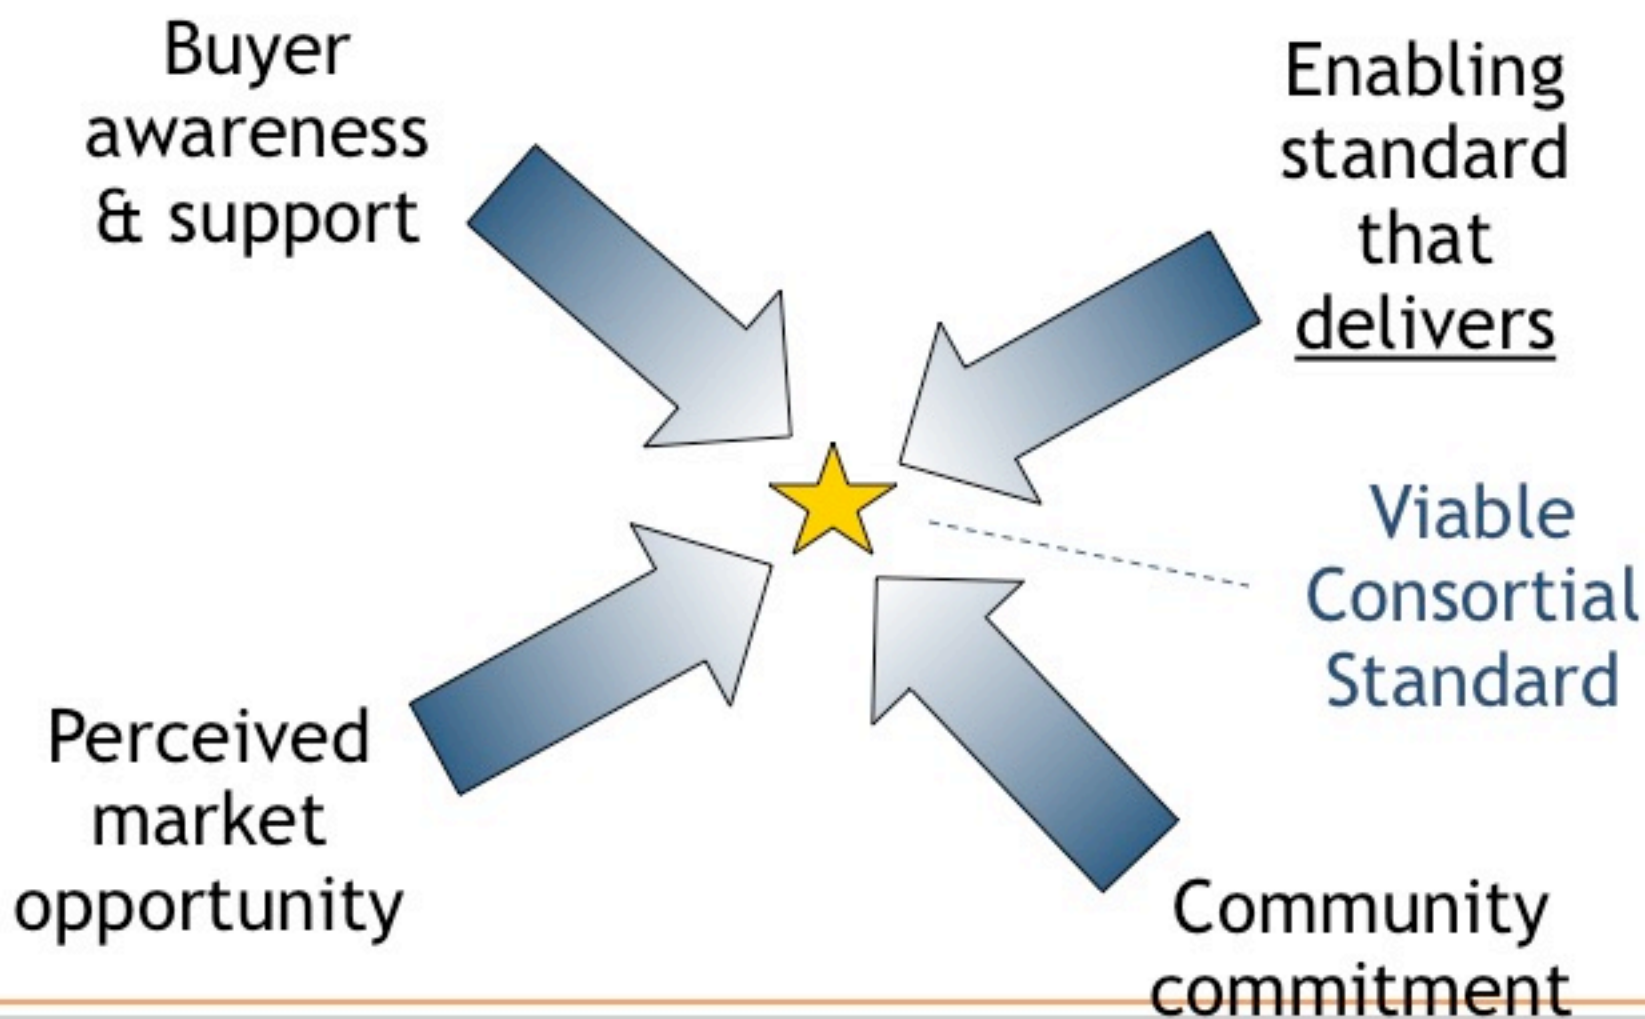 Buyer
awareness
& support
Enabling
standard
that
delivers
Viable
Consortial
Standard
Perceived
market
opportunity
Community
commitment